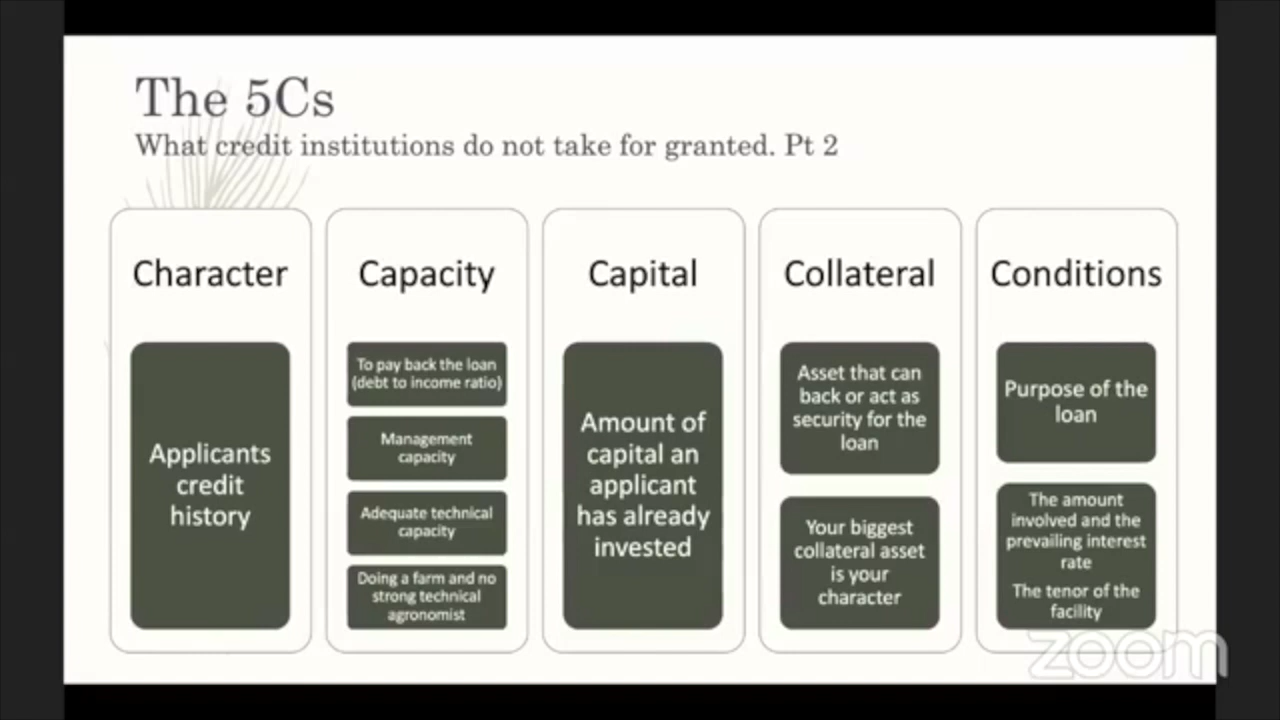 The 5Cs
What credit institutions do not take for granted. Pt 2
Character
Applicants
credit
history
Capacity
To pay back the loan
(debt to income ratio)
Management
capacity
Adequate technical
capacity
Doing a farm and no
strong technical
agronomist
Capital
Amount of
capital an
applicant
has already
invested
Collateral
Asset that can
back or act as
security for the
loan
Your biggest
collateral asset
is your
character
Conditions
Purpose of the
loan
The amount
involved and the
prevailing interest
rate
The tenor of the
facility
zoom